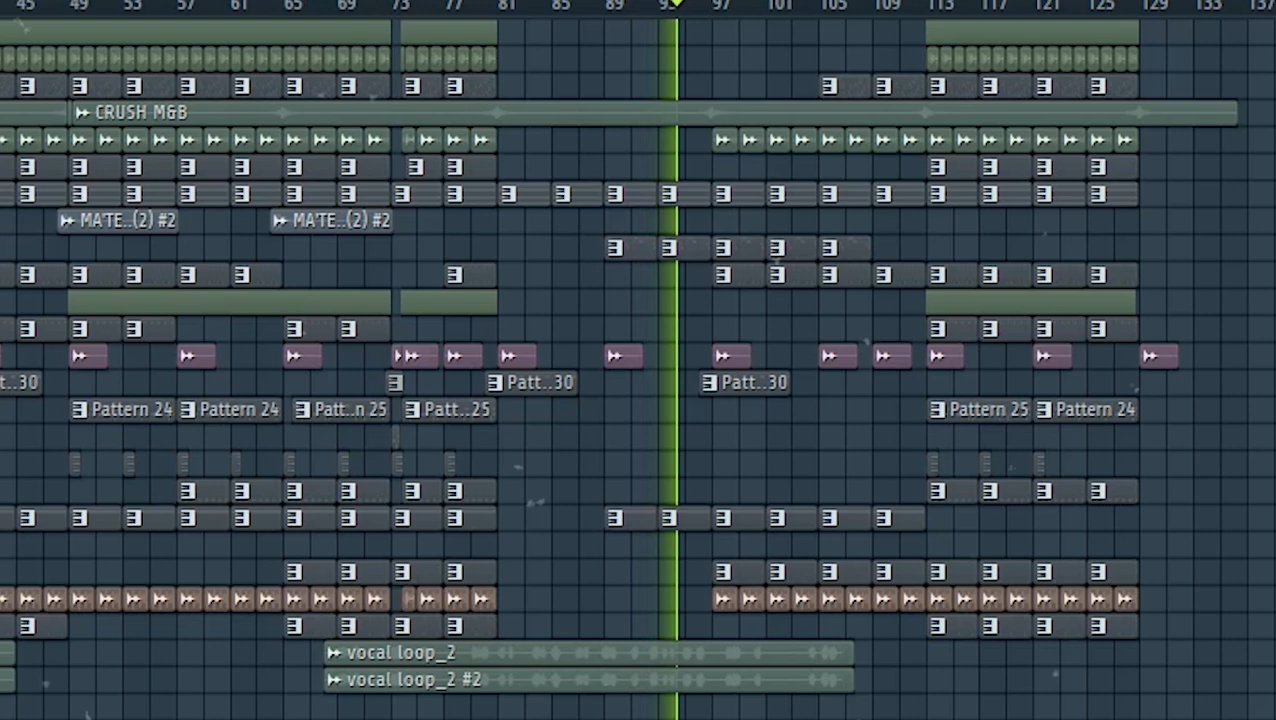 45 49 53 57 61 65 69 73 77 81 85 89 97 101 105 109 113 117 121 125 129 133 137
CRUSH M&B
MA'TE..(2) #2 MA'TE..(2) #2
t..30 Patt..30 Patt..30
Pattern 24 Pattern 24 Patt..n 25 Patt..25 Pattern 25 Pattern 24
vocal loop_2
vocal loop_2 #2